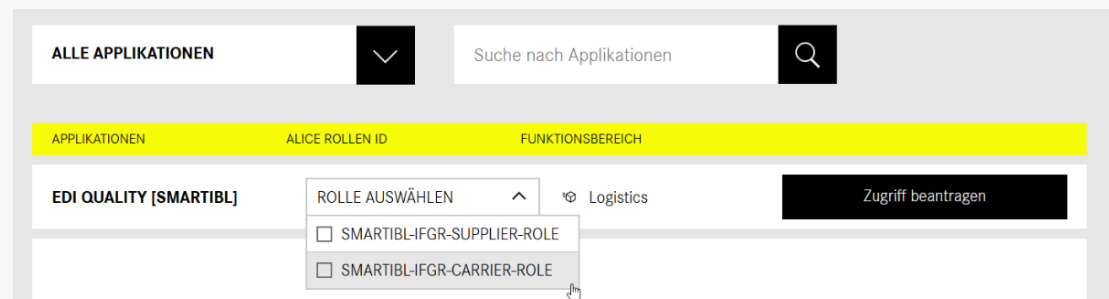 ALLE APPLIKATIONEN
Suche nach Applikationen
APPLIKATIONEN ALICE ROLLEN ID FUNKTIONSBEREICH
EDI QUALITY [SMARTIBL] ROLLE AUSWÄHLEN Logistics Zugriff beantragen
SMARTIBL-IFGR-SUPPLIER-ROLE
SMARTIBL-IFGR-CARRIER-ROLE